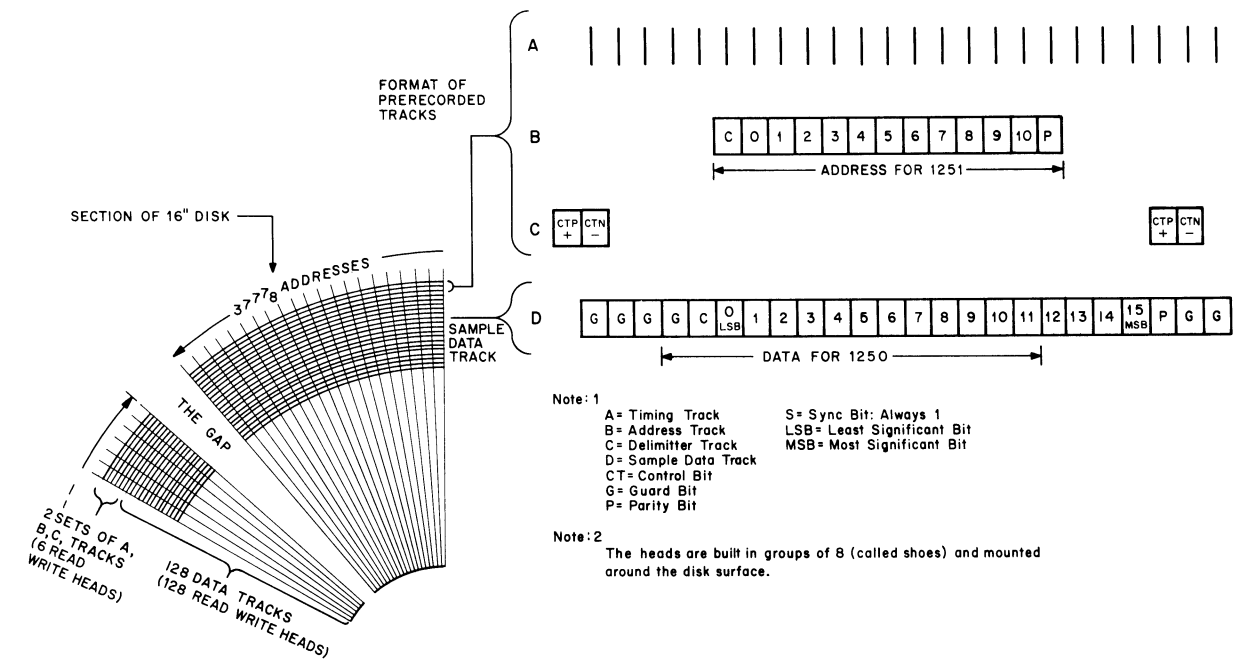 FORMAT OF
PRERECORDED
TRACKS
A
B
C 0 1 2 3 4 5 6 7 8 9 10 P
ADDRESS FOR 1251
C
CTP + CTN −
CTP + CTN −
D
G G G G C 0 LSB 1 2 3 4 5 6 7 8 9 10 11 12 13 14 15 MSB P G G
DATA FOR 1250
SECTION OF 16" DISK
3777₈ ADDRESSES
SAMPLE
DATA
TRACK
THE GAP
2 SETS OF A,
B,C, TRACKS
(6 READ
WRITE HEADS)
128 DATA TRACKS
(128 READ WRITE HEADS)
Note: 1
A= Timing Track
B= Address Track
C= Delimitter Track
D= Sample Data Track
CT= Control Bit
G= Guard Bit
P= Parity Bit
S= Sync Bit: Always 1
LSB= Least Significant Bit
MSB= Most Significant Bit
Note: 2
The heads are built in groups of 8 (called shoes) and mounted
around the disk surface.